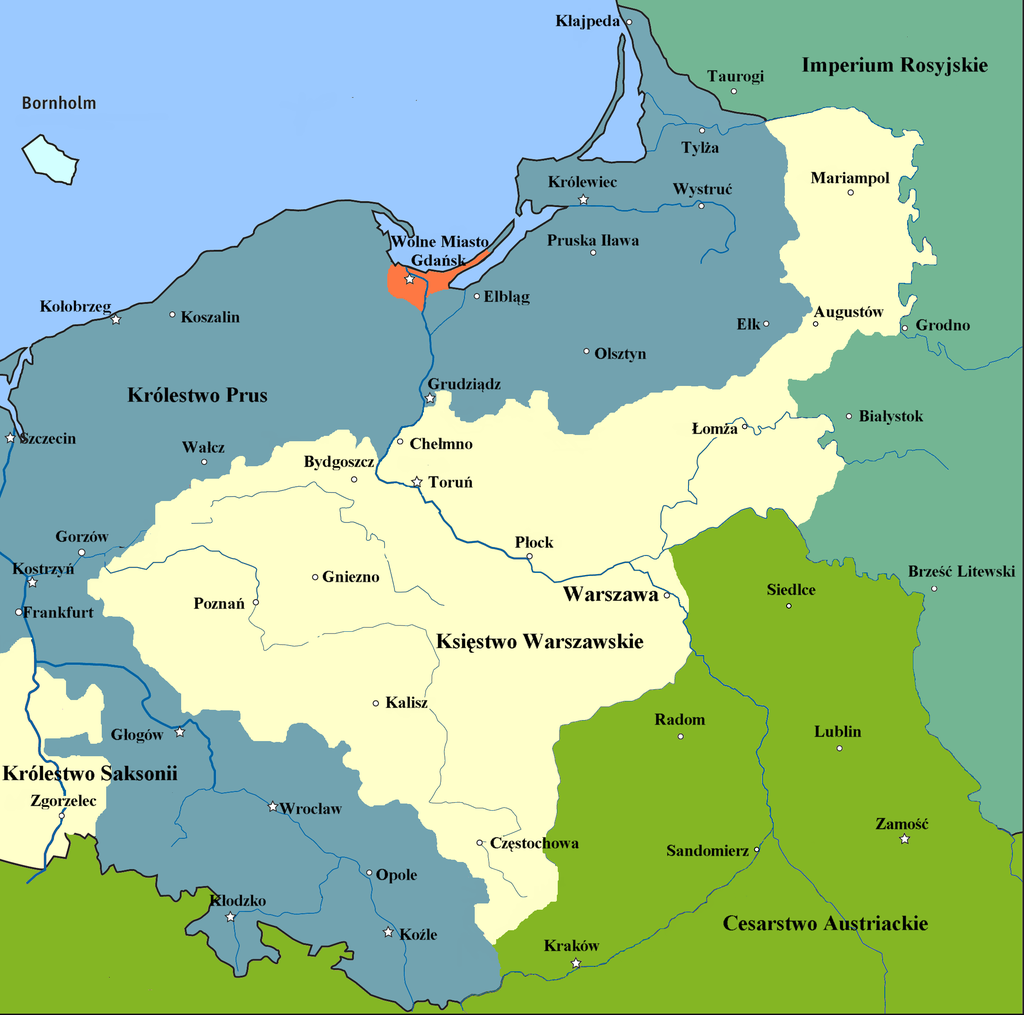 Kłajpeda
Imperium Rosyjskie
Taurogi
Bornholm
Tylża
Mariampol
Królewiec
Wystruć
Wolne Miasto
Gdańsk
Pruska Iława
Elbląg
Kołobrzeg
Koszalin
Ełk
Augustów
Grodno
Olsztyn
Grudziądz
Królestwo Prus
Białystok
Szczecin
Chełmno
Łomża
Wałcz
Bydgoszcz
Toruń
Gorzów
Płock
Kostrzyń
Gniezno
Brześć Litewski
Siedlce
Warszawa
Frankfurt
Poznań
Księstwo Warszawskie
Kalisz
Radom
Głogów
Lublin
Królestwo Saksonii
Zgorzelec
Wrocław
Zamość
Częstochowa
Sandomierz
Opole
Kłodzko
Cesarstwo Austriackie
Koźle
Kraków